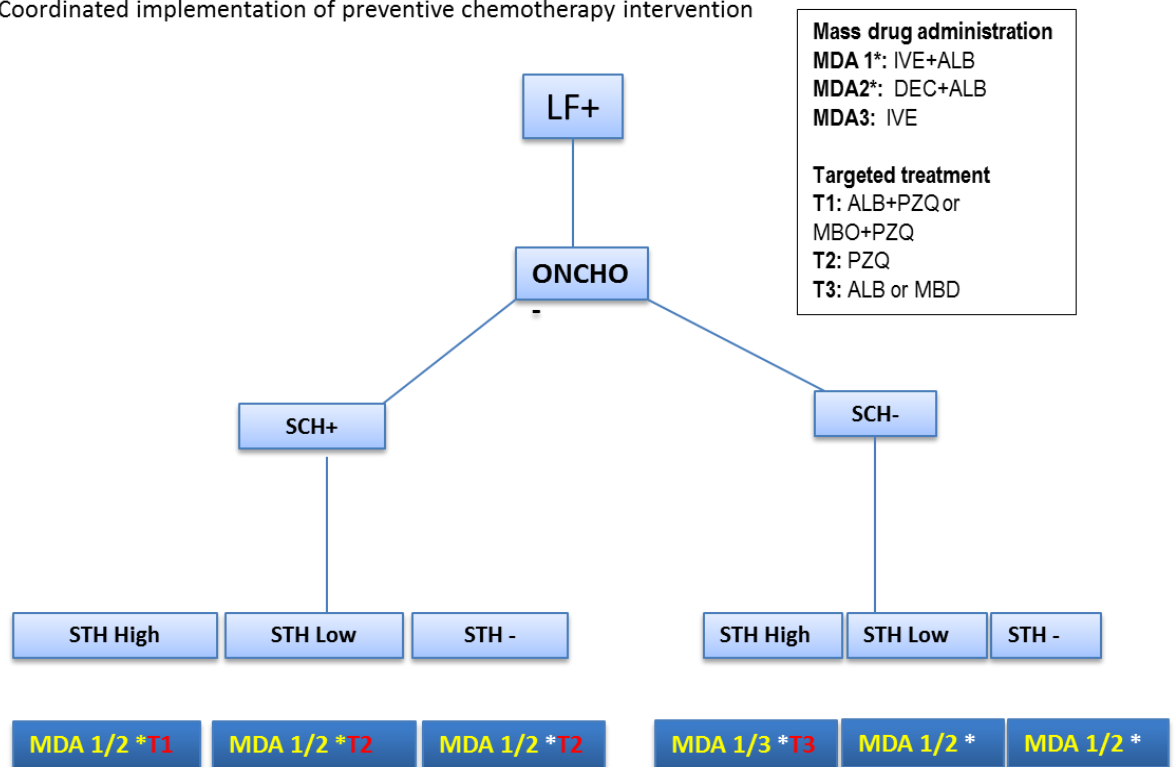 Coordinated implementation of preventive chemotherapy intervention
Mass drug administration
MDA 1*: IVE+ALB
MDA2*: DEC+ALB
MDA3: IVE
Targeted treatment
T1: ALB+PZQ or
MBO+PZQ
T2: PZQ
T3: ALB or MBD
LF+
ONCHO
-
SCH+
SCH-
STH High
STH Low
STH -
STH High
STH Low
STH -
MDA 1/2 *T1
MDA 1/2 *T2
MDA 1/2 *T2
MDA 1/3 *T3
MDA 1/2 *
MDA 1/2 *